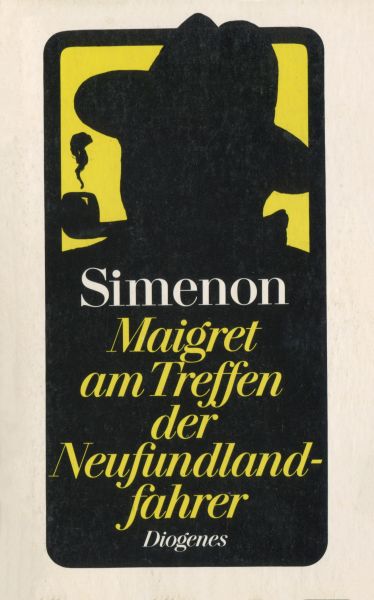 Simenon
Maigret
am Treffen
der
Neufundland-
fahrer
Diogenes